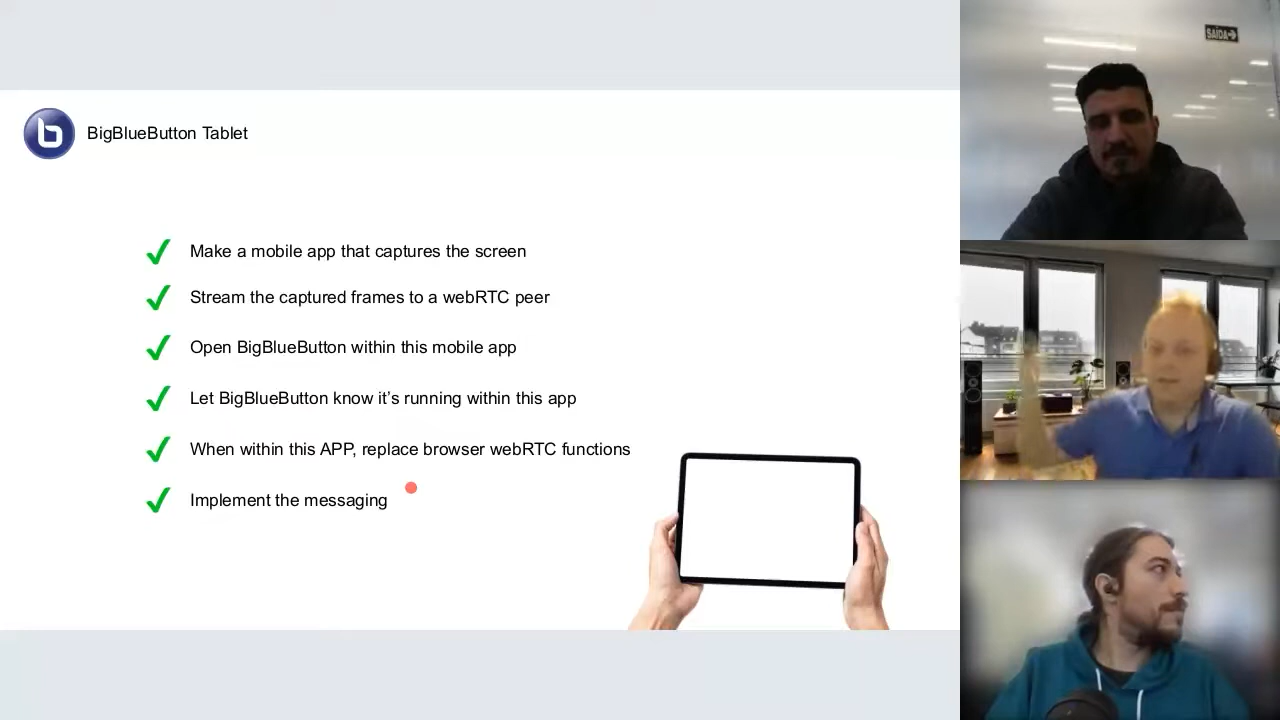 BigBlueButton Tablet
Make a mobile app that captures the screen
Stream the captured frames to a webRTC peer
Open BigBlueButton within this mobile app
Let BigBlueButton know it’s running within this app
When within this APP, replace browser webRTC functions
Implement the messaging
SAÍDA